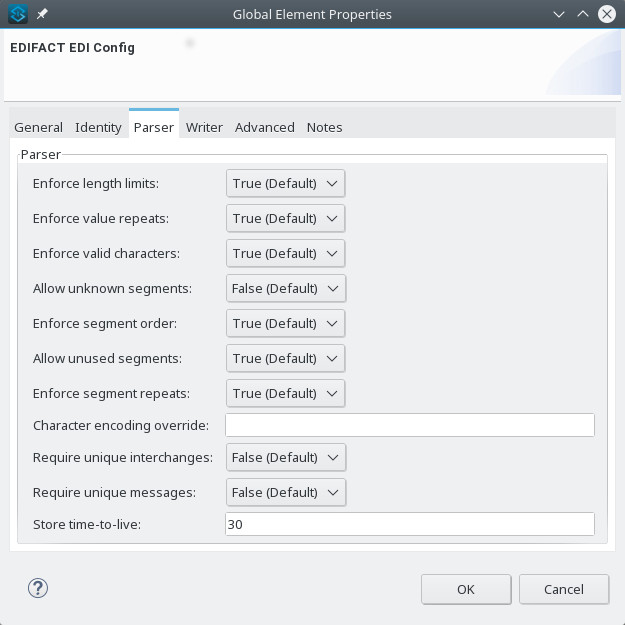 Global Element Properties
EDIFACT EDI Config
General Identity Parser Writer Advanced Notes
Parser
Enforce length limits: True (Default)
Enforce value repeats: True (Default)
Enforce valid characters: True (Default)
Allow unknown segments: False (Default)
Enforce segment order: True (Default)
Allow unused segments: True (Default)
Enforce segment repeats: True (Default)
Character encoding override:
Require unique interchanges: False (Default)
Require unique messages: False (Default)
Store time-to-live: 30
? OK Cancel